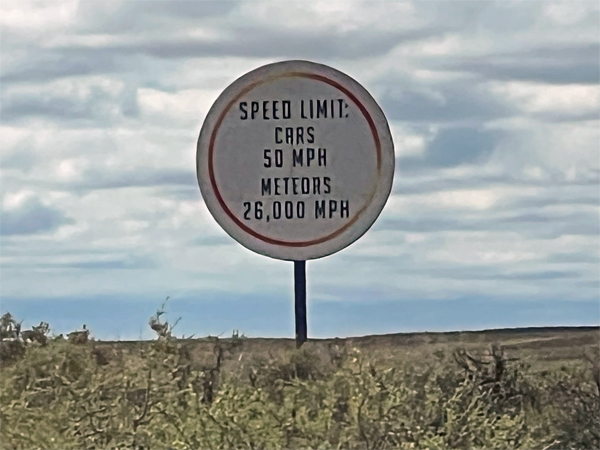 SPEED LIMIT:
CARS
50 MPH
METEORS
26,000 MPH